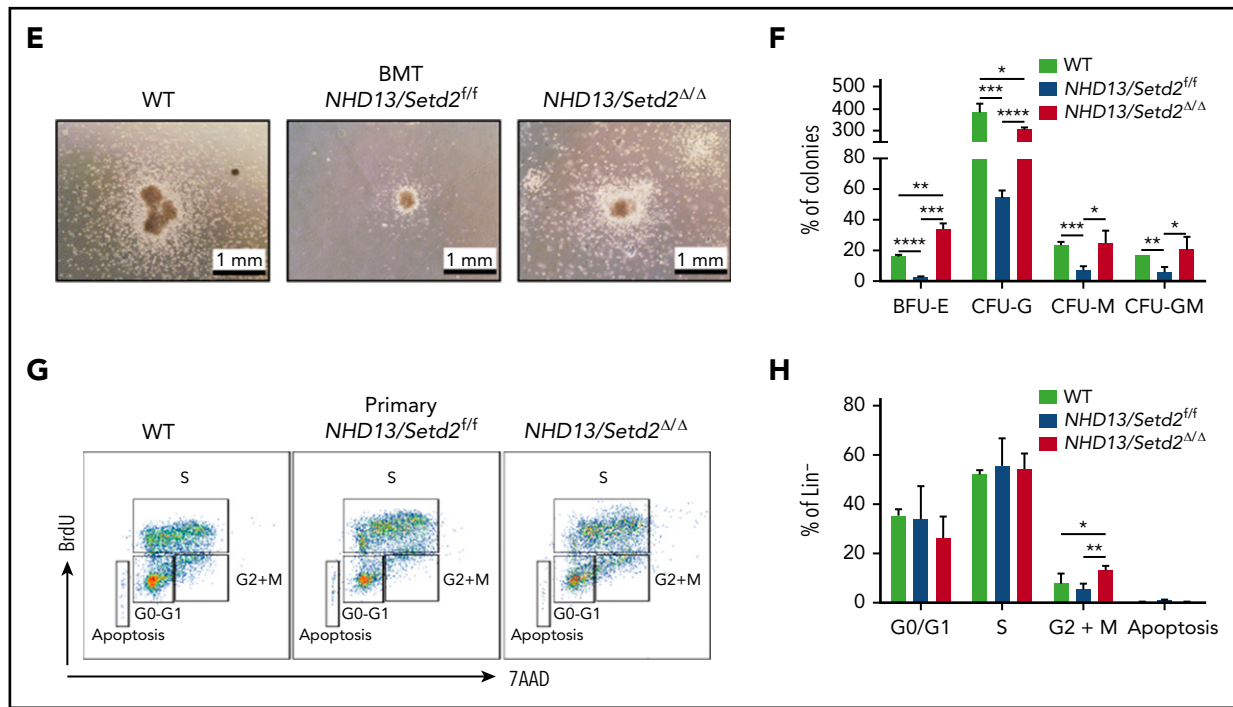 E
WT
BMT
NHD13/Setd2f/f
NHD13/Setd2Δ/Δ
1 mm
1 mm
1 mm
F
WT
NHD13/Setd2f/f
NHD13/Setd2Δ/Δ
% of colonies
500
400
300
80
60
40
20
0
**
***
****
*
***
****
***
*
**
*
BFU-E CFU-G CFU-M CFU-GM
G
WT
Primary
NHD13/Setd2f/f
NHD13/Setd2Δ/Δ
S
S
S
BrdU
G2+M
G2+M
G2+M
G0-G1
G0-G1
G0-G1
Apoptosis
Apoptosis
Apoptosis
7AAD
H
WT
NHD13/Setd2f/f
NHD13/Setd2Δ/Δ
% of Lin−
80
60
40
20
0
*
**
G0/G1 S G2 + M Apoptosis